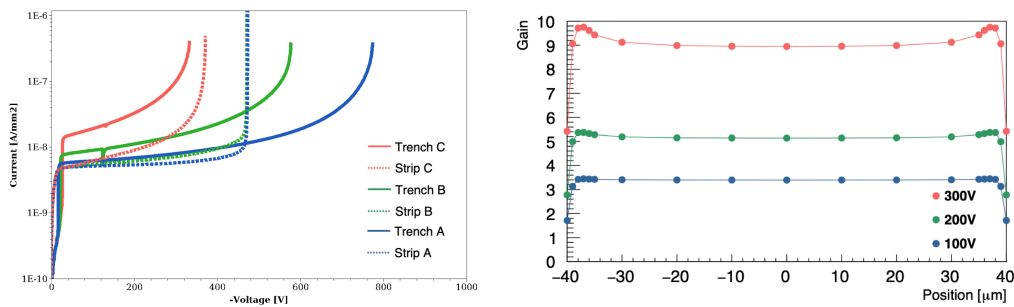 1E-6
1E-7
1E-8
1E-9
1E-10
Current [A/mm2]
0
200
400
600
800
1000
-Voltage [V]
Trench C
Strip C
Trench B
Strip B
Trench A
Strip A
Gain
10
9
8
7
6
5
4
3
2
1
0
−40
−30
−20
−10
0
10
20
30
40
Position [μm]
300V
200V
100V